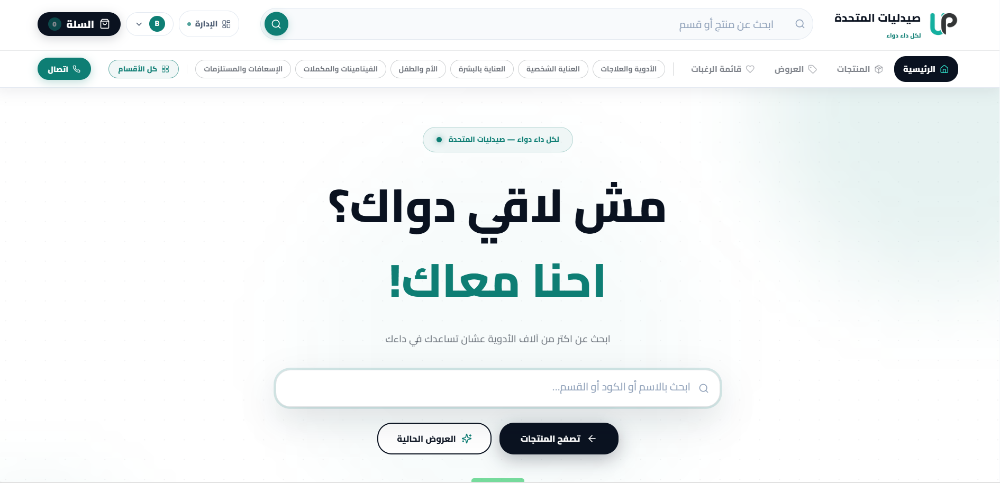 صيدليات المتحدة
لكل داء دواء
ابحث عن منتج أو قسم
الإدارة
B
السلة
0
الرئيسية
المنتجات
العروض
قائمة الرغبات
الأدوية والعلاجات
العناية الشخصية
العناية بالبشرة
الأم والطفل
الفيتامينات والمكملات
الإسعافات والمستلزمات
كل الأقسام
اتصال
لكل داء دواء — صيدليات المتحدة
مش لاقي دواك؟
احنا معاك!
ابحث عن اكتر من آلاف الأدوية عشان تساعدك في داءك
ابحث بالاسم أو الكود أو القسم...
تصفح المنتجات
العروض الحالية